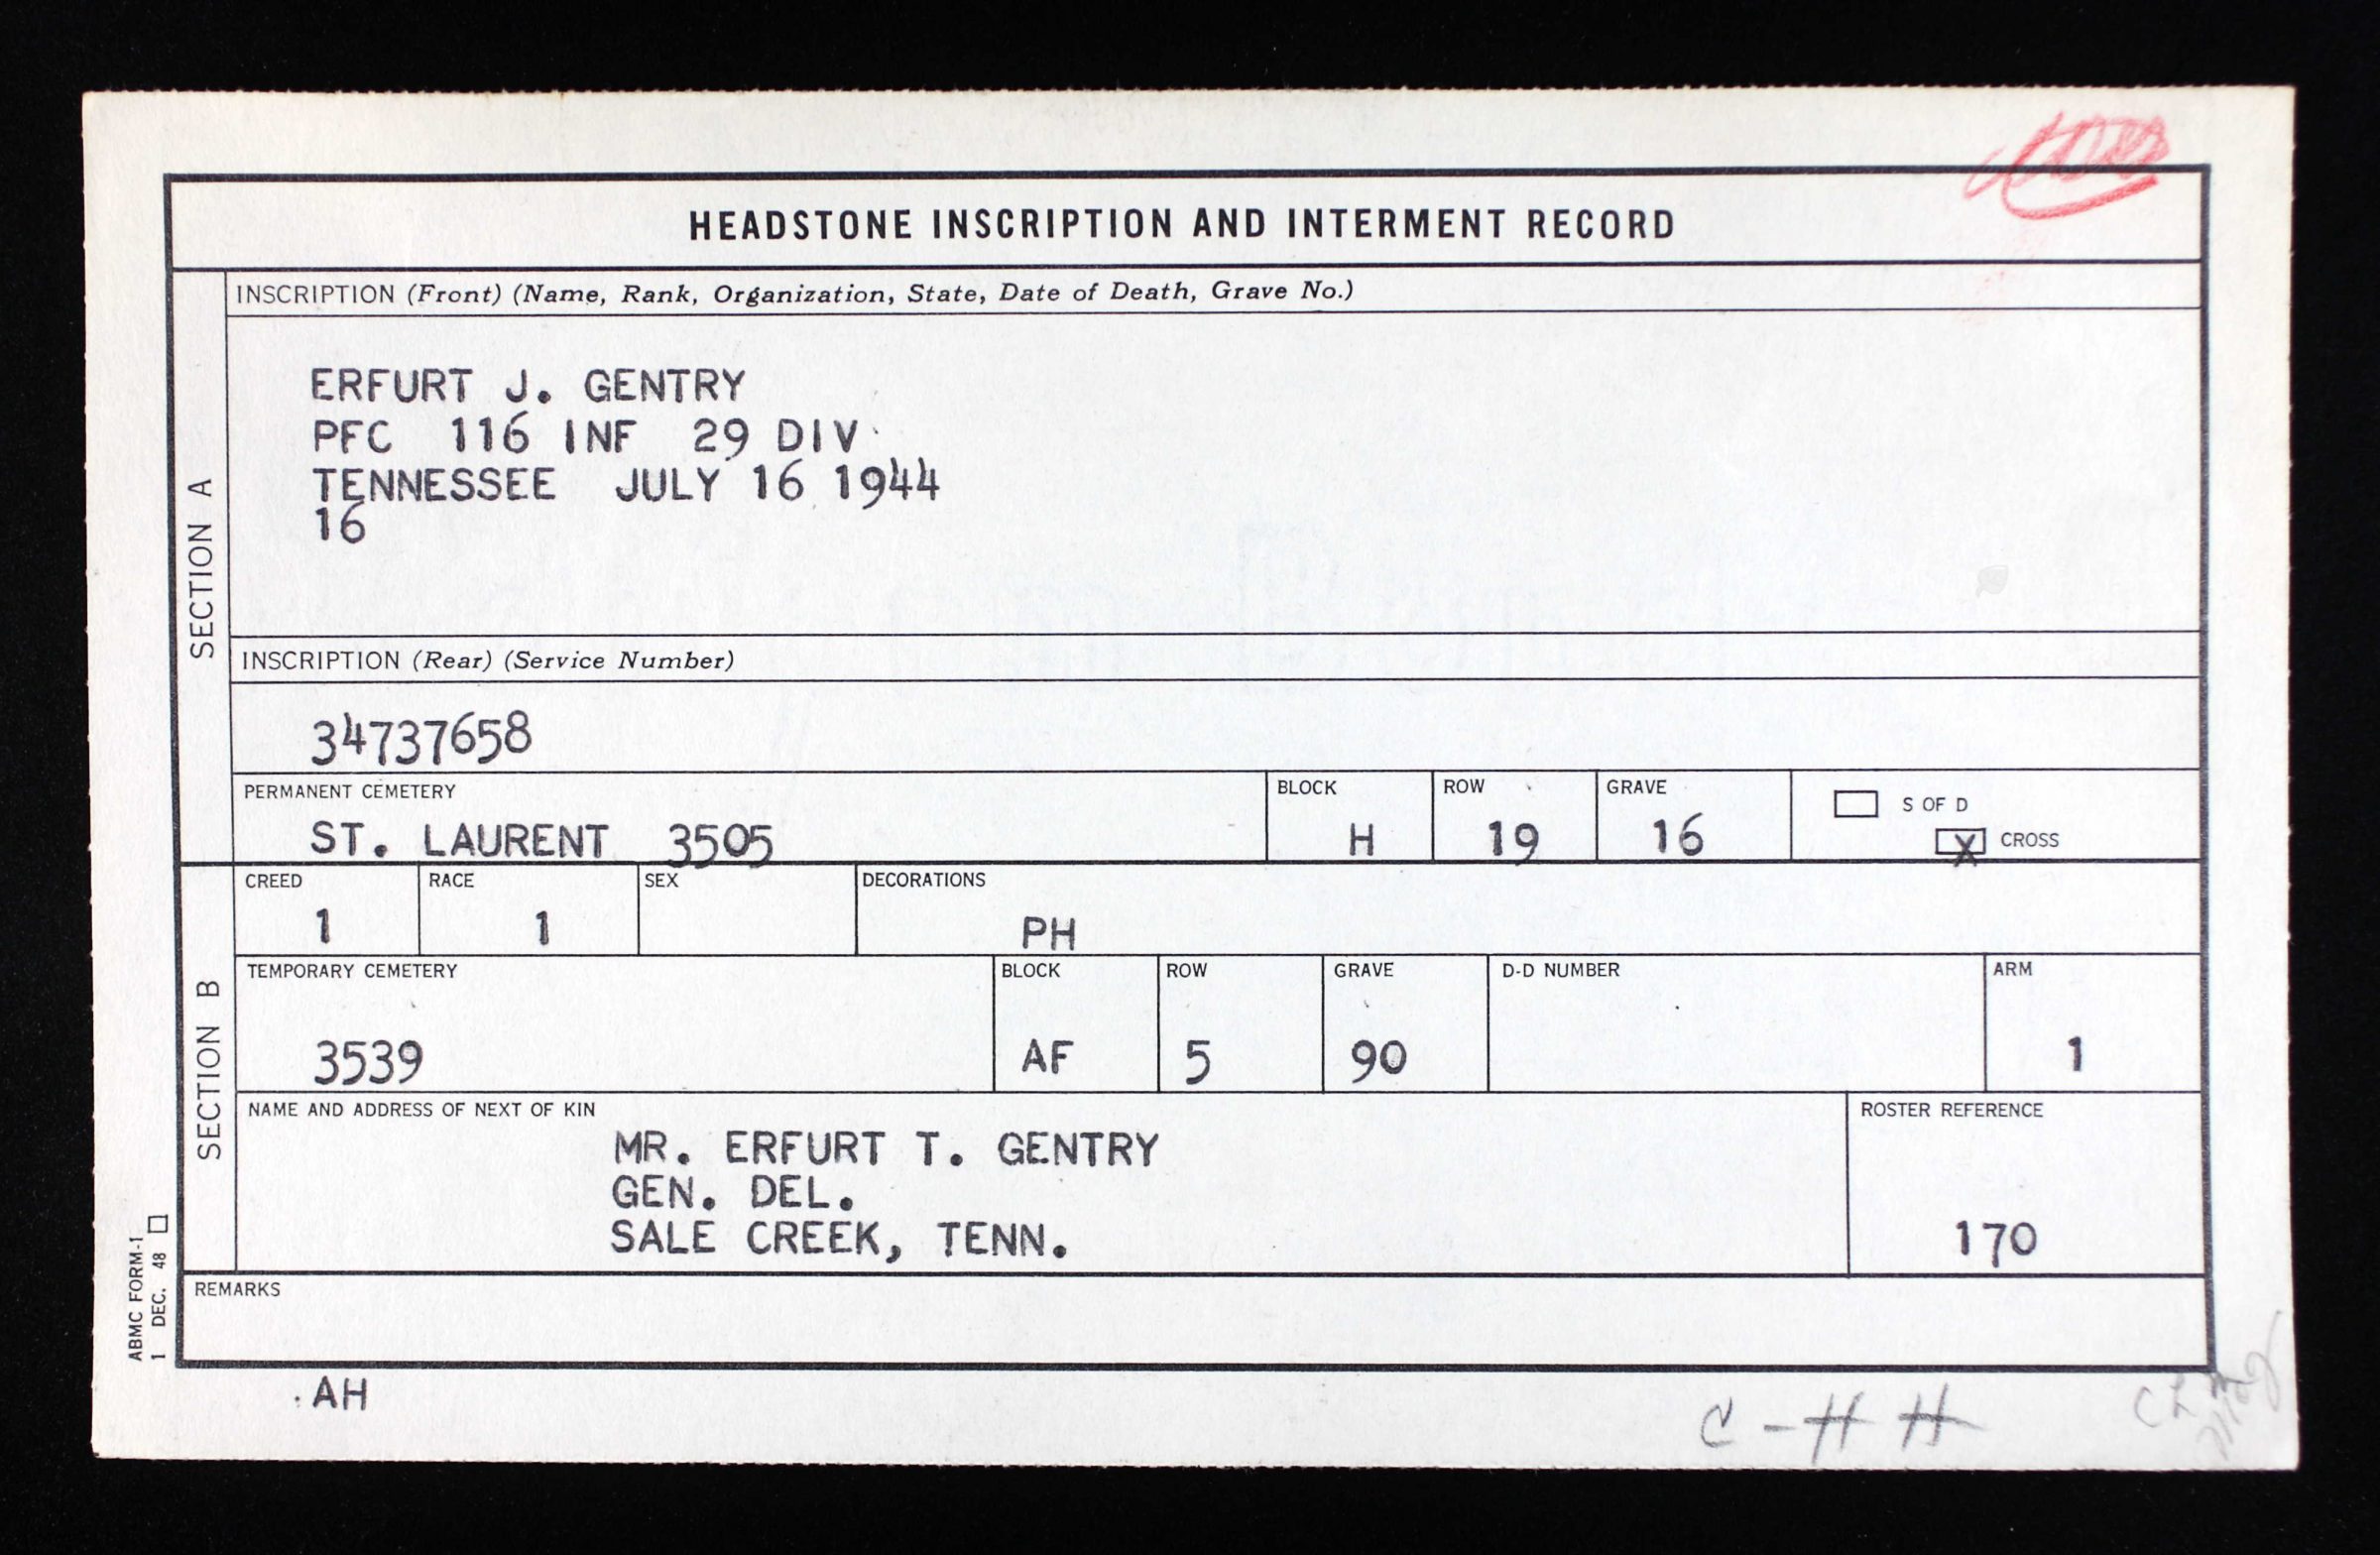 HEADSTONE INSCRIPTION AND INTERMENT RECORD
SECTION A
INSCRIPTION (Front) (Name, Rank, Organization, State, Date of Death, Grave No.)
ERFURT J. GENTRY
PFC 116 INF 29 DIV
TENNESSEE JULY 16 1944
16
INSCRIPTION (Rear) (Service Number)
34737658
PERMANENT CEMETERY
ST. LAURENT 3505
BLOCK
H
ROW
19
GRAVE
16
S OF D
X CROSS
SECTION B
CREED
1
RACE
1
SEX
DECORATIONS
PH
TEMPORARY CEMETERY
3539
BLOCK
AF
ROW
5
GRAVE
90
D-D NUMBER
ARM
1
NAME AND ADDRESS OF NEXT OF KIN
MR. ERFURT T. GENTRY
GEN. DEL.
SALE CREEK, TENN.
ROSTER REFERENCE
170
REMARKS
ABMC FORM-1
1 DEC. 48
AH
C - H H